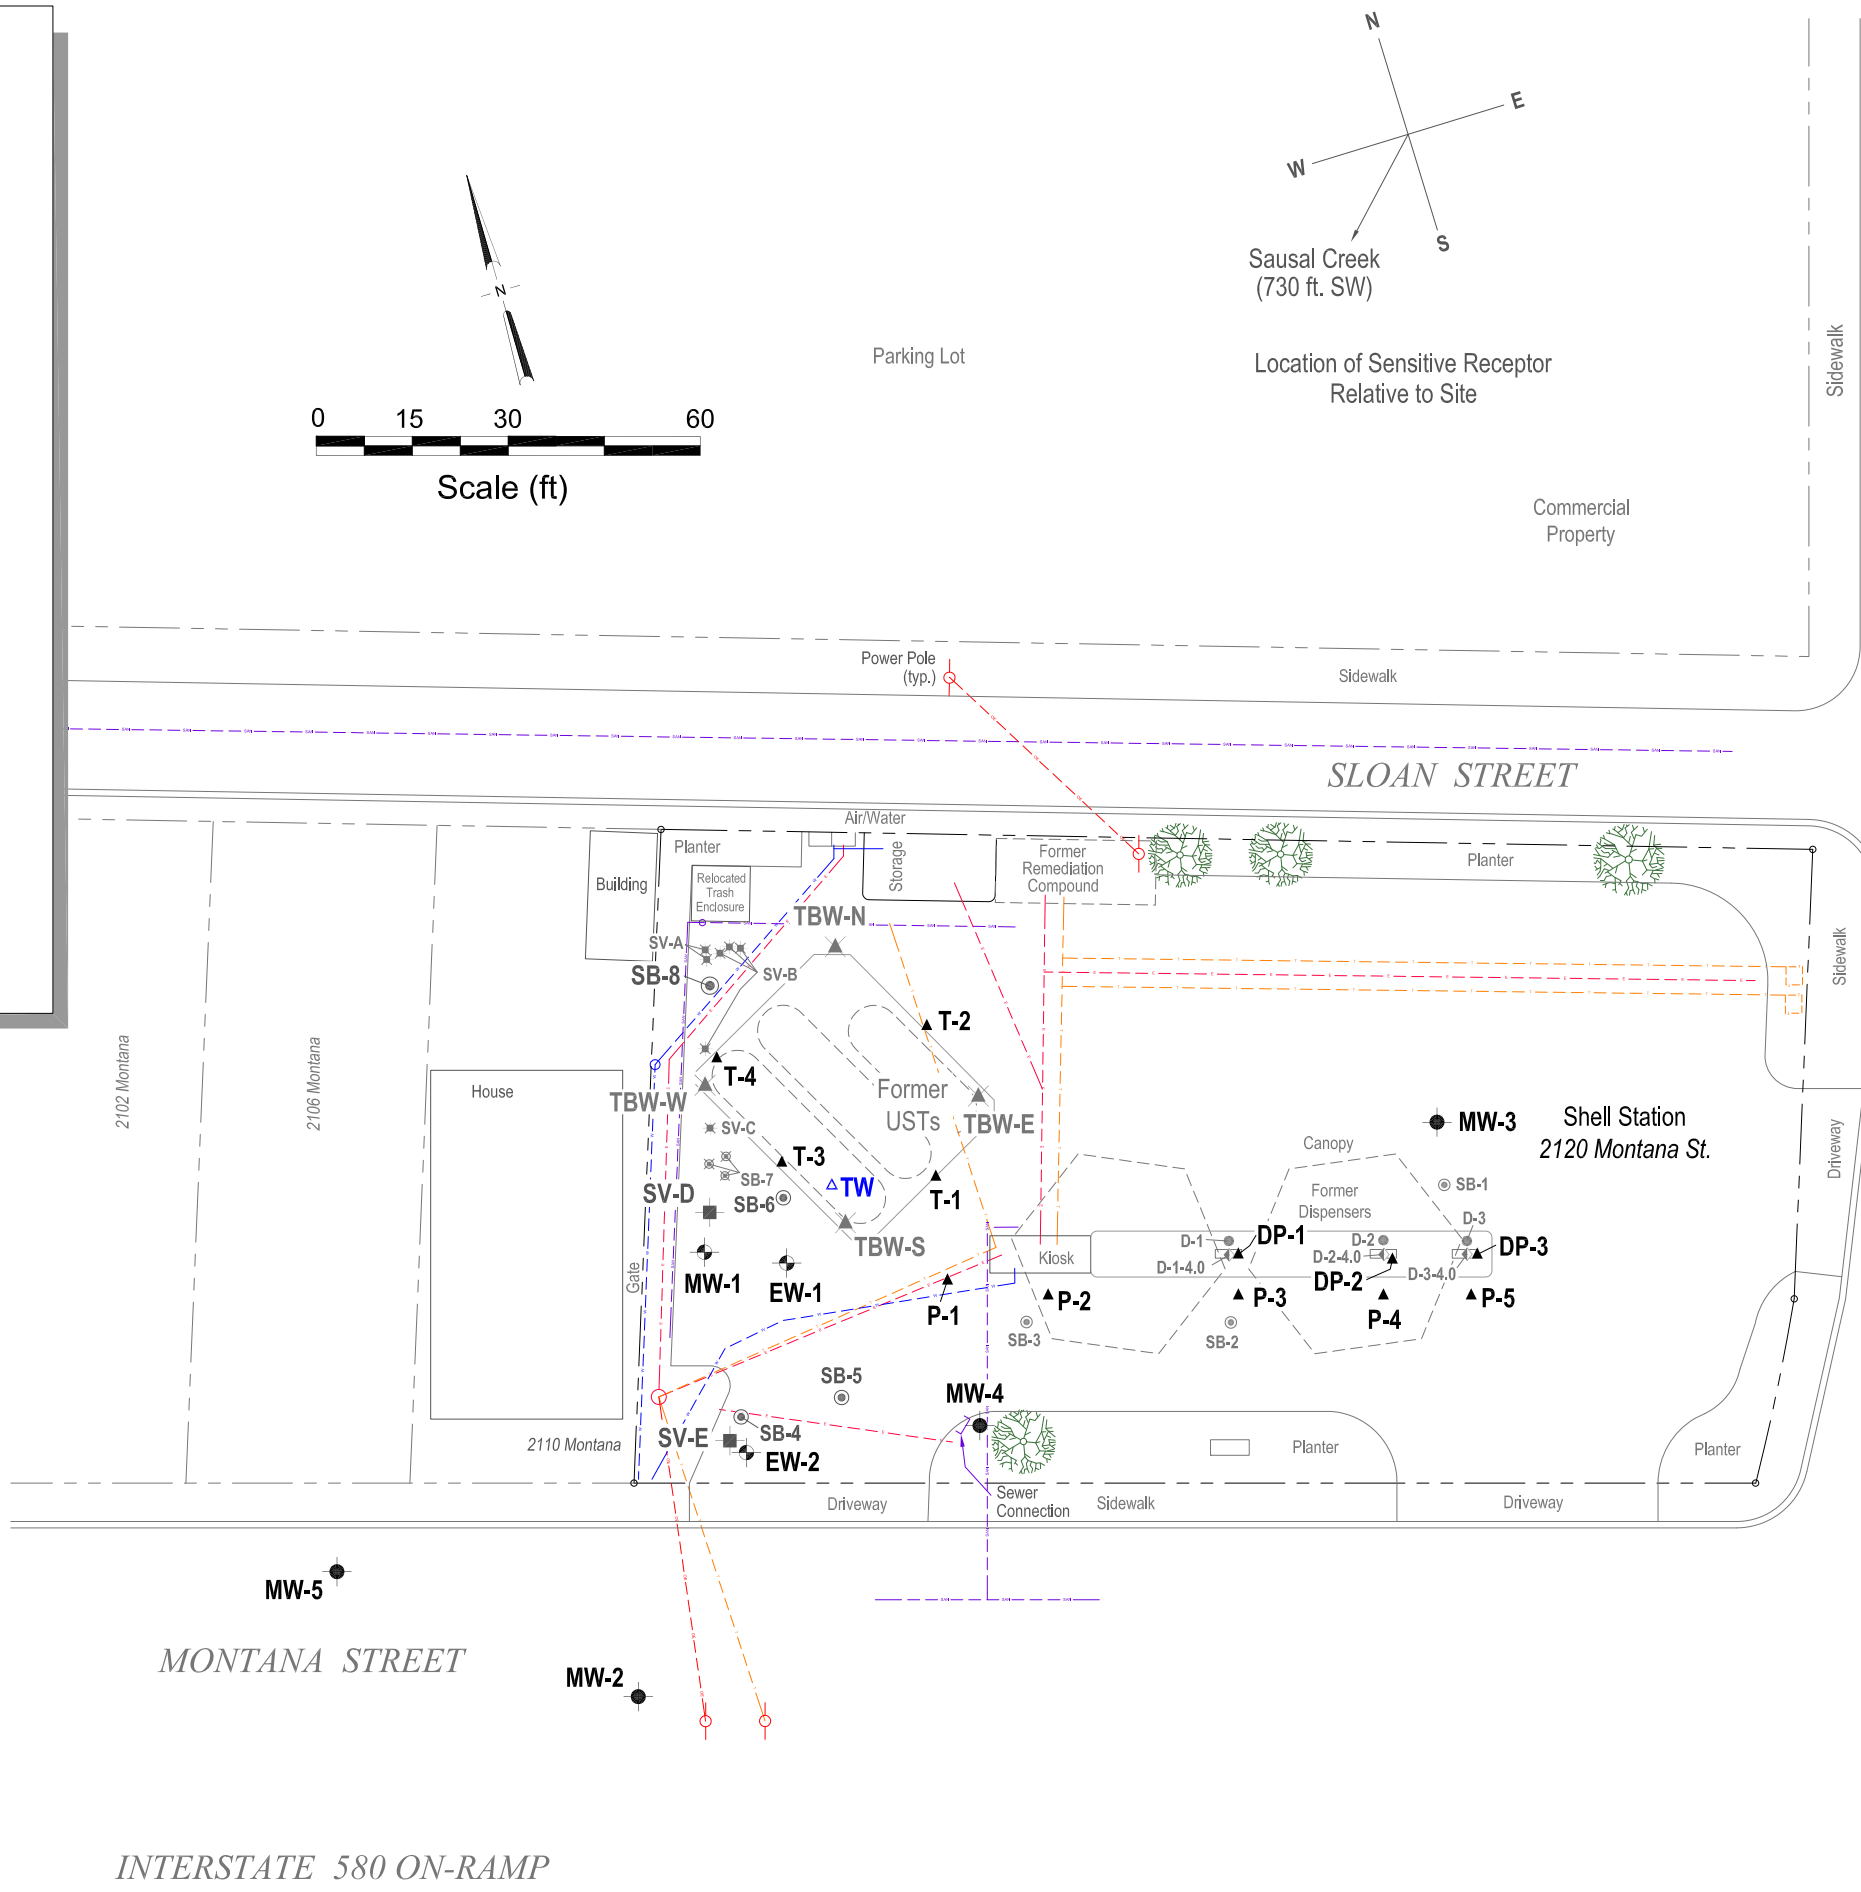 N
E
W
S
Sausal Creek
(730 ft. SW)
N
Parking Lot
Location of Sensitive Receptor
Relative to Site
Sidewalk
0 15 30 60
Scale (ft)
Commercial
Property
Power Pole
(typ.)
Sidewalk
SLOAN STREET
Air/Water
Planter
Storage
Former
Remediation
Compound
Planter
Building
Relocated
Trash
Enclosure
TBW-N
SV-A
SV-B
SB-8
Sidewalk
T-2
2102 Montana
2106 Montana
House
T-4
TBW-W
Former
USTs
TBW-E
MW-3
Shell Station
2120 Montana St.
SV-C
Canopy
Driveway
T-3
SB-7
SV-D
SB-6
TW
T-1
SB-1
Former
Dispensers
TBW-S
D-1
DP-1
D-2
D-3
DP-3
Kiosk
D-1-4.0
D-2-4.0
DP-2
D-3-4.0
Gate
MW-1
EW-1
P-1
P-2
P-3
P-4
P-5
SB-3
SB-2
SB-5
MW-4
SB-4
SV-E
2110 Montana
EW-2
Planter
Planter
Sewer
Connection
Driveway
Sidewalk
Driveway
MW-5
MONTANA STREET
MW-2
INTERSTATE 580 ON-RAMP